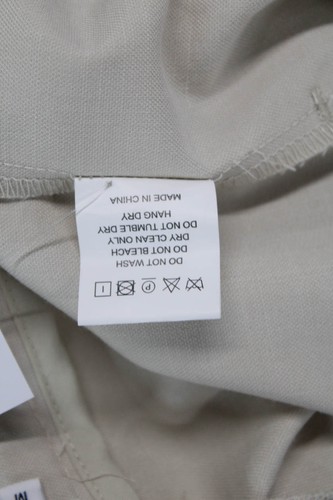 DO NOT WASH
DO NOT BLEACH
DRY CLEAN ONLY
DO NOT TUMBLE DRY
HANG DRY
MADE IN CHINA
P
M